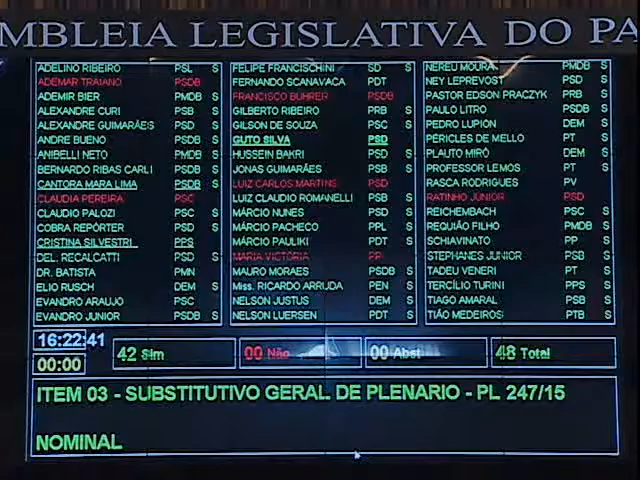 MBLEIA LEGISLATIVA DO PA
ADELINO RIBEIRO PSL S
ADEMAR TRAIANO PSDB
ADEMIR BIER PMDB S
ALEXANDRE CURI PSB S
ALEXANDRE GUIMARÃES PSD S
ANDRE BUENO PSDB S
ANIBELLI NETO PMDB S
BERNARDO RIBAS CARLI PSDB S
CANTORA MARA LIMA PSDB S
CLAUDIA PEREIRA PSC
CLAUDIO PALOZI PSC S
COBRA REPÓRTER PSD S
CRISTINA SILVESTRI PPS
DEL. RECALCATTI PSD S
DR. BATISTA PMN
ELIO RUSCH DEM S
EVANDRO ARAUJO PSC
EVANDRO JUNIOR PSDB S
FELIPE FRANCISCHINI SD S
FERNANDO SCANAVACA PDT
FRANCISCO BUHRER PSDB
GILBERTO RIBEIRO PRB S
GILSON DE SOUZA PSC S
GUTO SILVA PSD
HUSSEIN BAKRI PSD S
JONAS GUIMARÃES PSB S
LUIZ CARLOS MARTINS PSD
LUIZ CLAUDIO ROMANELLI PSB S
MÁRCIO NUNES PSD S
MÁRCIO PACHECO PPL S
MÁRCIO PAULIKI PDT S
MARIA VICTORIA PP
MAURO MORAES PSDB S
Miss. RICARDO ARRUDA PEN S
NELSON JUSTUS DEM S
NELSON LUERSEN PDT S
NEREU MOURA PMDB S
NEY LEPREVOST PSD S
PASTOR EDSON PRACZYK PRB S
PAULO LITRO PSDB S
PEDRO LUPION DEM S
PÉRICLES DE MELLO PT S
PLAUTO MIRÓ DEM S
PROFESSOR LEMOS PT S
RASCA RODRIGUES PV
RATINHO JUNIOR PSD
REICHEMBACH PSC S
REQUIÃO FILHO PMDB S
SCHIAVINATO PP S
STEPHANES JUNIOR PSB S
TADEU VENERI PT S
TERCÍLIO TURINI PPS S
TIAGO AMARAL PSB S
TIÃO MEDEIROS PTB S
16:22:41
00:00
42 Sim
00 Não
00 Abst
48 Total
ITEM 03 - SUBSTITUTIVO GERAL DE PLENARIO - PL 247/15
NOMINAL